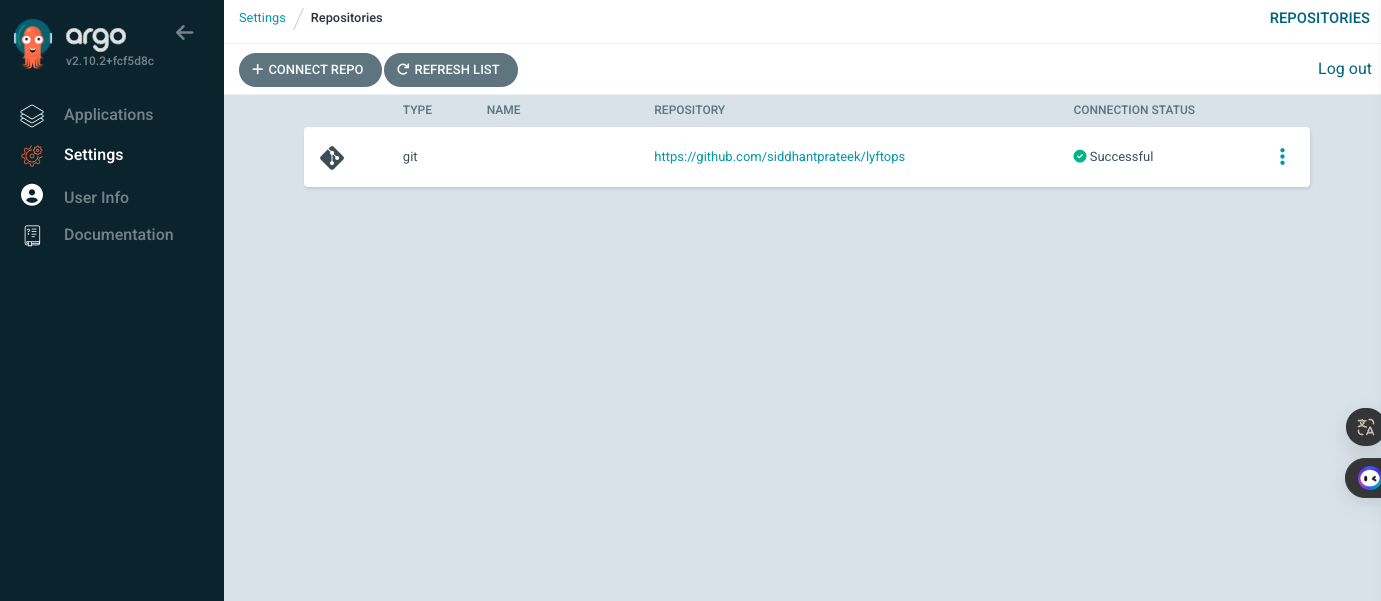 Settings / Repositories
REPOSITORIES
argo
v2.10.2+fcf5d8c
+ CONNECT REPO
REFRESH LIST
Log out
Applications
Settings
User Info
Documentation
TYPE NAME REPOSITORY CONNECTION STATUS
git https://github.com/siddhantprateek/lyftops Successful